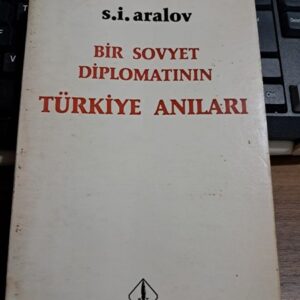 s.i. aralov
BİR SOVYET
DİPLOMATININ
TÜRKİYE ANILARI